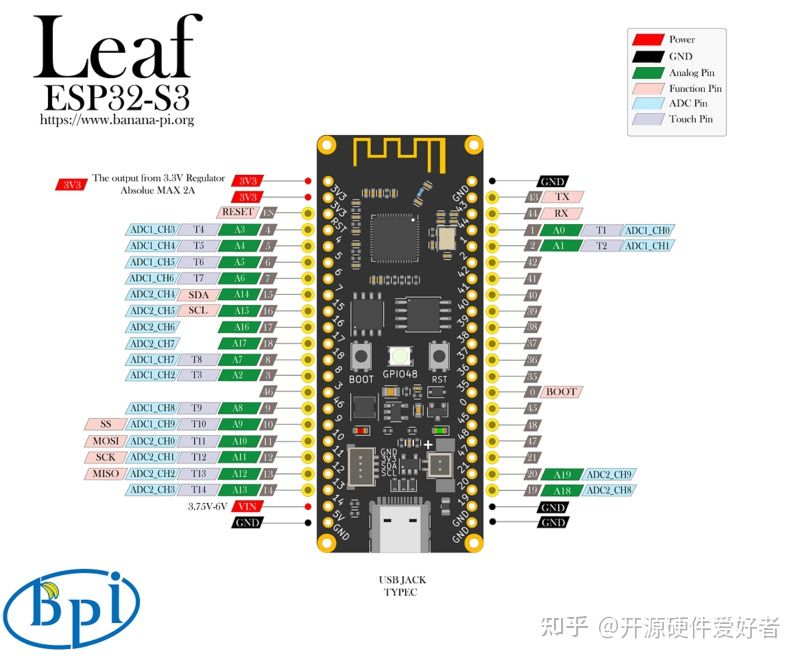 Leaf
ESP32-S3
https://www.banana-pi.org
Power
GND
Analog Pin
Function Pin
ADC Pin
Touch Pin
3V3 The output from 3.3V Regulator
Absolue MAX 2A
3V3
3V3
RESET EN
ADC1_CH3 T4 A3 4
ADC1_CH4 T5 A4 5
ADC1_CH5 T6 A5 6
ADC1_CH6 T7 A6 7
ADC2_CH4 SDA A14 15
ADC2_CH5 SCL A15 16
ADC2_CH6 A16 17
ADC2_CH7 A17 18
ADC1_CH7 T8 A7 8
ADC1_CH2 T3 A2 3
46
ADC1_CH8 T9 A8 9
SS ADC1_CH9 T10 A9 10
MOSI ADC2_CH0 T11 A10 11
SCK ADC2_CH1 T12 A11 12
MISO ADC2_CH2 T13 A12 13
ADC2_CH3 T14 A13 14
3.75V-6V VIN
GND
3V3
3V3
RST
4
5
6
7
15
16
17
18
8
3
46
9
10
11
12
13
14
5V
GND
BOOT
GPIO48
RST
GND
3V3
SDA
SCL
+
GND
43
44
1
2
42
41
40
39
38
37
36
35
0
45
48
47
21
20
19
GND
GND
GND
43 TX
44 RX
1 A0 T1 ADC1_CH0
2 A1 T2 ADC1_CH1
42
41
40
39
38
37
36
35
0 BOOT
45
48
47
21
20 A19 ADC2_CH9
19 A18 ADC2_CH8
GND
GND
USB JACK
TYPEC
Bpi
知乎 @开源硬件爱好者